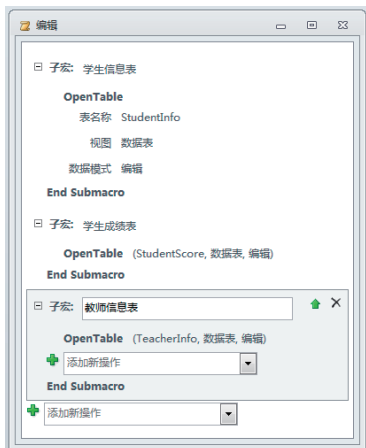 编辑
子宏: 学生信息表
OpenTable
表名称 StudentInfo
视图 数据表
数据模式 编辑
End Submacro
子宏: 学生成绩表
OpenTable (StudentScore, 数据表, 编辑)
End Submacro
子宏: 教师信息表
OpenTable (TeacherInfo, 数据表, 编辑)
添加新操作
End Submacro
添加新操作